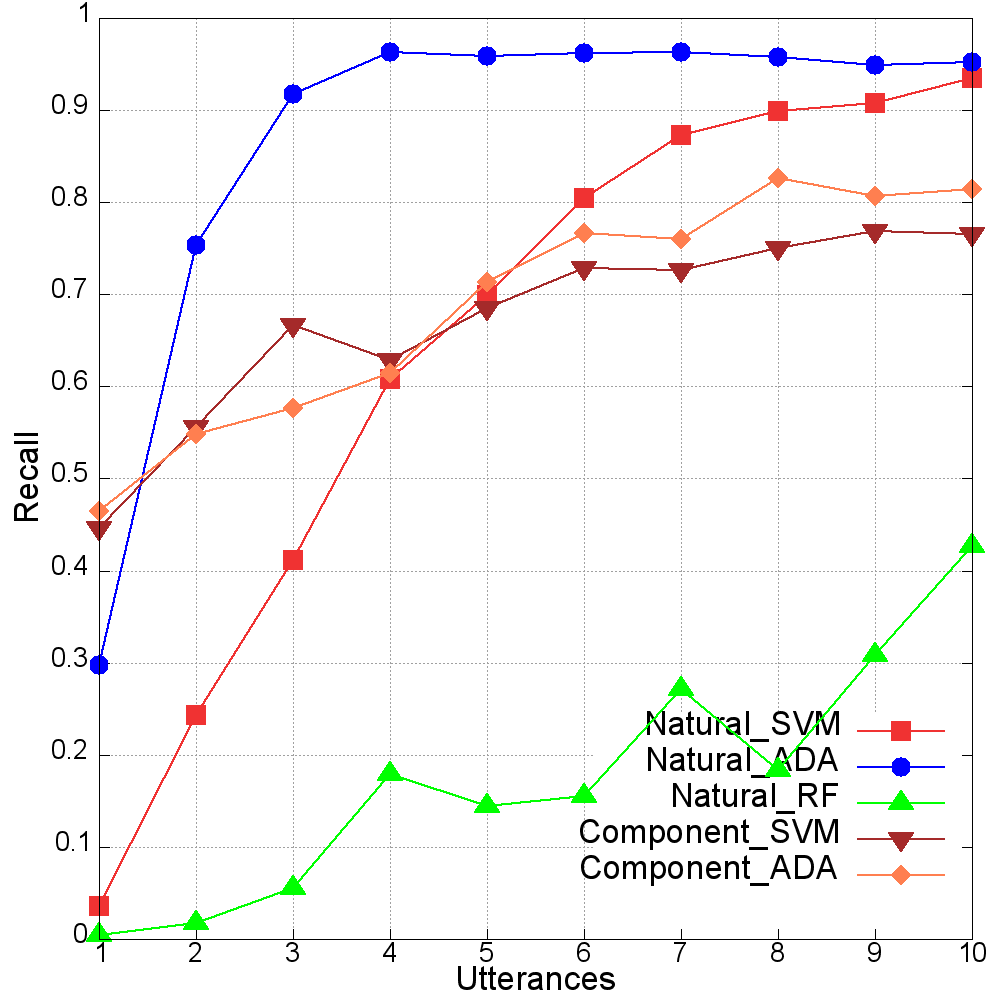 1
0.9
0.8
0.7
0.6
0.5
0.4
0.3
0.2
0.1
0
Recall
Natural_SVM
Natural_ADA
Natural_RF
Component_SVM
Component_ADA
1 2 3 4 5 6 7 8 9 10
Utterances